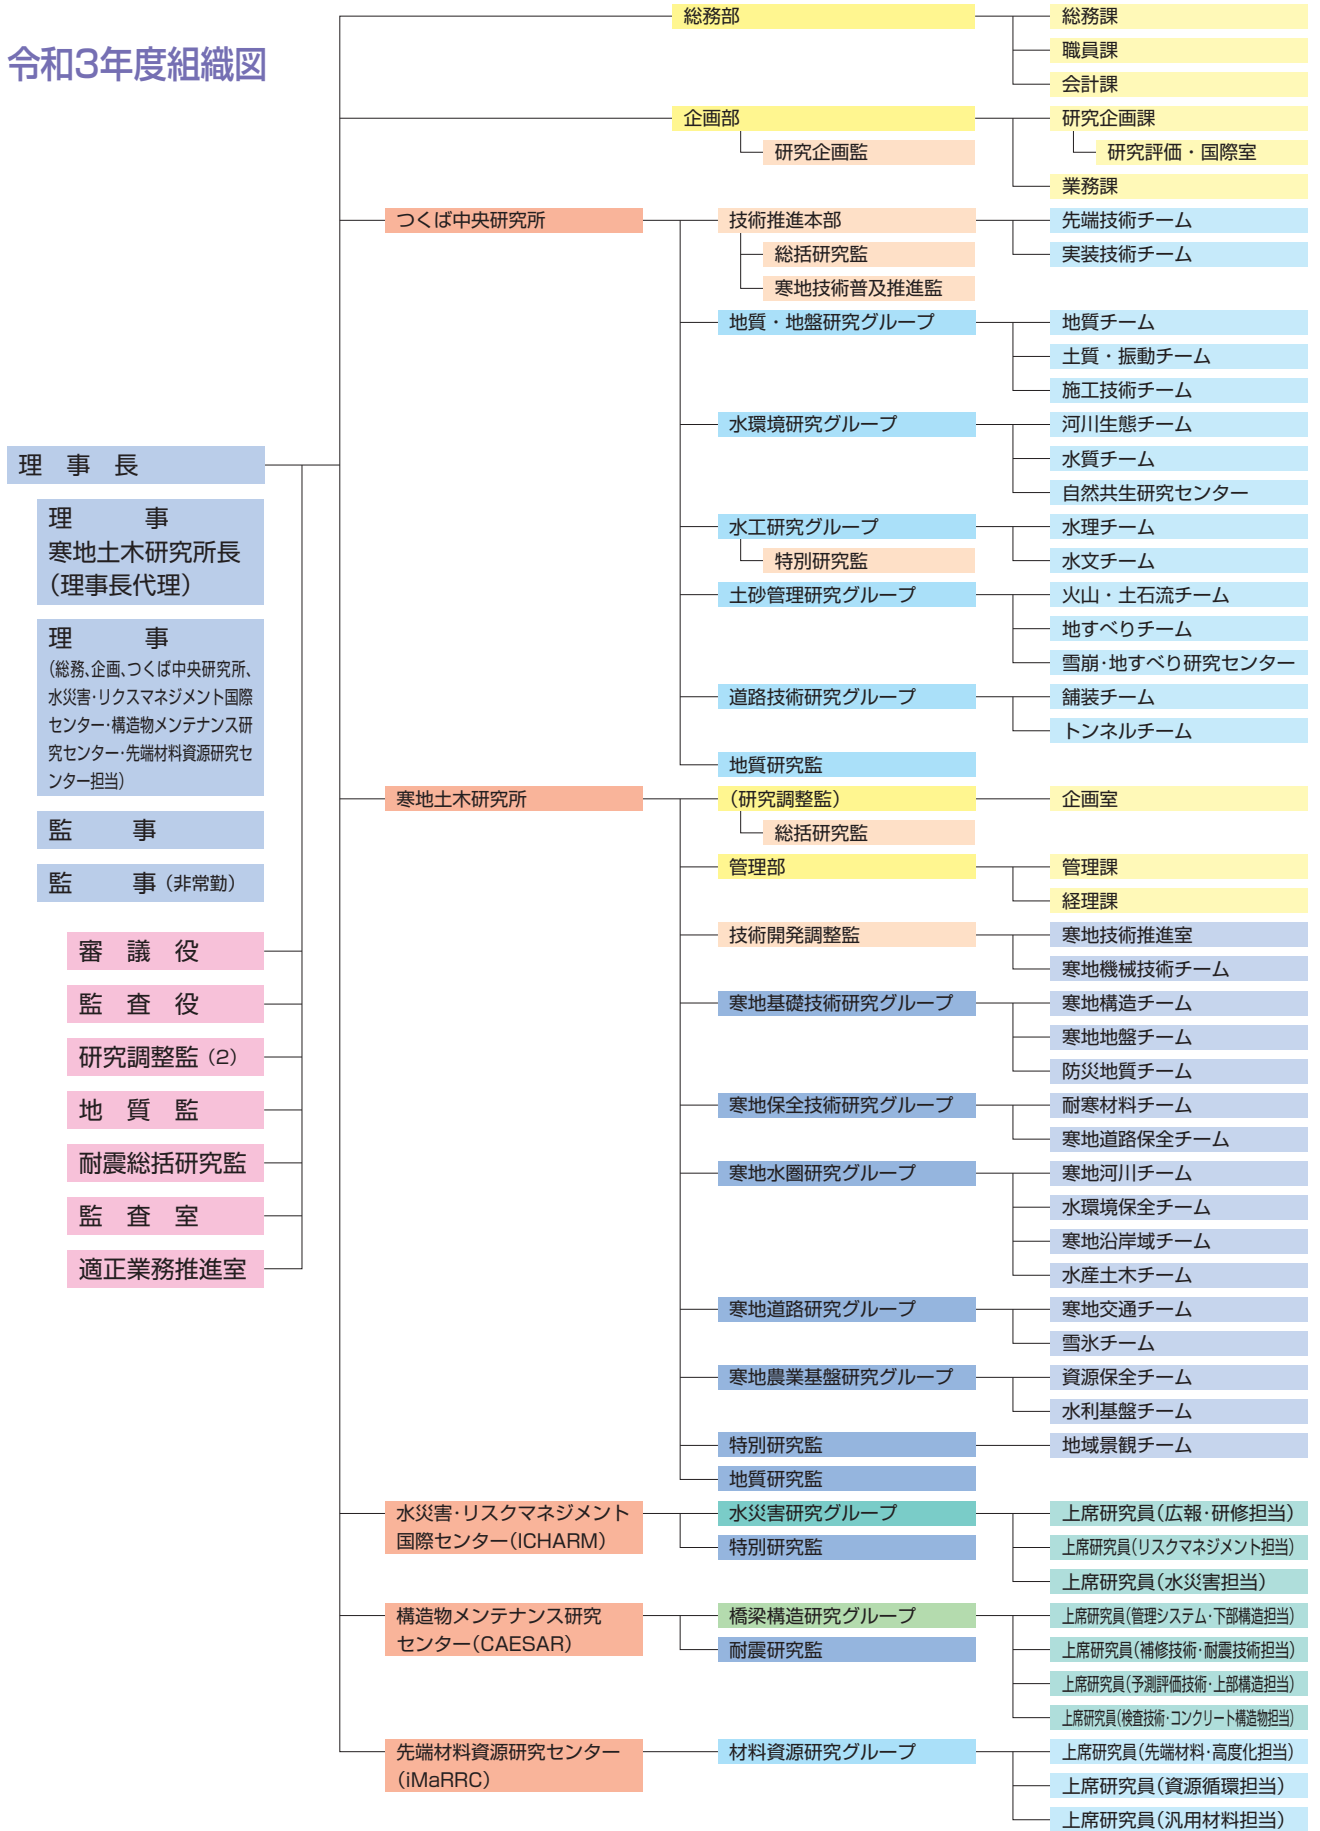 令和3年度組織図
理事長
理事
寒地土木研究所長
（理事長代理）
理事
(総務、企画、つくば中央研究所、
水災害・リクスマネジメント国際
センター・構造物メンテナンス研
究センター・先端材料資源研究セ
ンター担当)
監事
監事（非常勤）
審議役
監査役
研究調整監（2）
地質監
耐震総括研究監
監査室
適正業務推進室
総務部
総務課
職員課
会計課
企画部
研究企画監
研究企画課
研究評価・国際室
業務課
つくば中央研究所
技術推進本部
総括研究監
寒地技術普及推進監
先端技術チーム
実装技術チーム
地質・地盤研究グループ
地質チーム
土質・振動チーム
施工技術チーム
水環境研究グループ
河川生態チーム
水質チーム
自然共生研究センター
水工研究グループ
特別研究監
水理チーム
水文チーム
土砂管理研究グループ
火山・土石流チーム
地すべりチーム
雪崩・地すべり研究センター
道路技術研究グループ
舗装チーム
トンネルチーム
地質研究監
寒地土木研究所
（研究調整監）
総括研究監
企画室
管理部
管理課
経理課
技術開発調整監
寒地技術推進室
寒地機械技術チーム
寒地基礎技術研究グループ
寒地構造チーム
寒地地盤チーム
防災地質チーム
寒地保全技術研究グループ
耐寒材料チーム
寒地道路保全チーム
寒地水圏研究グループ
寒地河川チーム
水環境保全チーム
寒地沿岸域チーム
水産土木チーム
寒地道路研究グループ
寒地交通チーム
雪氷チーム
寒地農業基盤研究グループ
資源保全チーム
水利基盤チーム
特別研究監
地域景観チーム
地質研究監
水災害・リスクマネジメント
国際センター(ICHARM)
水災害研究グループ
特別研究監
上席研究員(広報・研修担当)
上席研究員(リスクマネジメント担当)
上席研究員(水災害担当)
構造物メンテナンス研究
センター(CAESAR)
橋梁構造研究グループ
耐震研究監
上席研究員(管理システム・下部構造担当)
上席研究員(補修技術・耐震技術担当)
上席研究員(予測評価技術・上部構造担当)
上席研究員(検査技術・コンクリート構造物担当)
先端材料資源研究センター
(iMaRRC)
材料資源研究グループ
上席研究員(先端材料・高度化担当)
上席研究員(資源循環担当)
上席研究員(汎用材料担当)